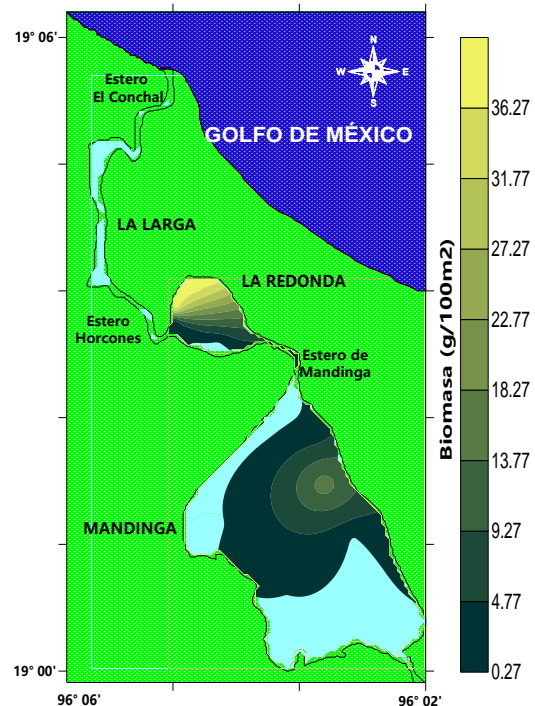 19° 06'
N
W E
S
Estero
El Conchal
GOLFO DE MÉXICO
LA LARGA
LA REDONDA
Estero
Horcones
Estero de
Mandinga
MANDINGA
19° 00'
96° 06'
96° 02'
Biomasa (g/100m2)
36.27
31.77
27.27
22.77
18.27
13.77
9.27
4.77
0.27